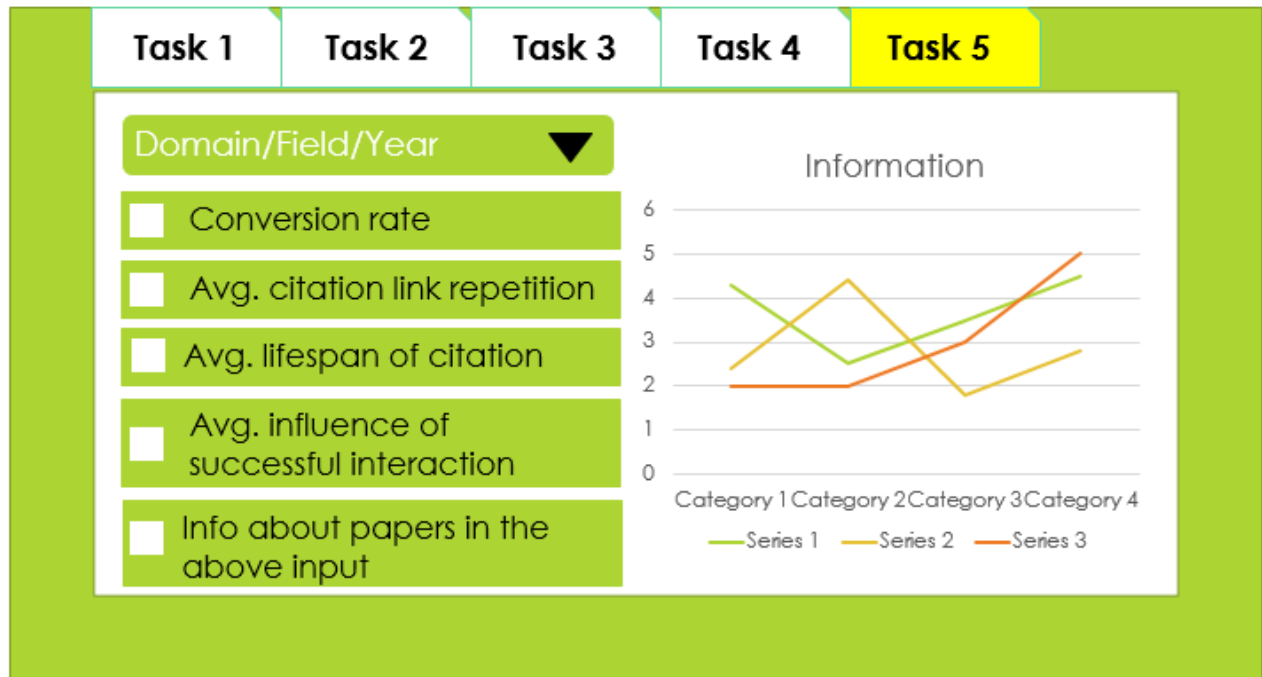 Task 1
Task 2
Task 3
Task 4
Task 5
Domain/Field/Year
Conversion rate
Avg. citation link repetition
Avg. lifespan of citation
Avg. influence of
successful interaction
Info about papers in the
above input
Information
6
5
4
3
2
1
0
Category 1 Category 2 Category 3 Category 4
Series 1 Series 2 Series 3